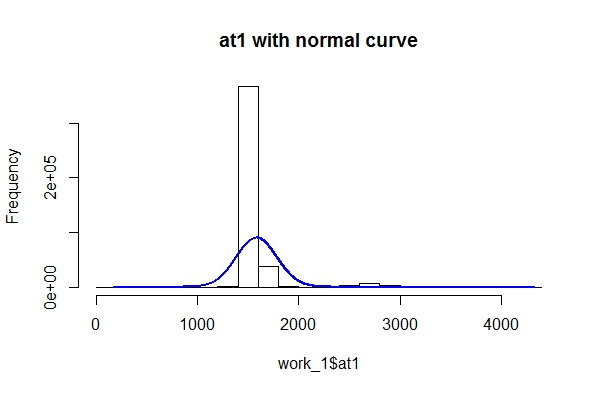 at1 with normal curve
Frequency
2e+05
0e+00
0 1000 2000 3000 4000
work_1$at1